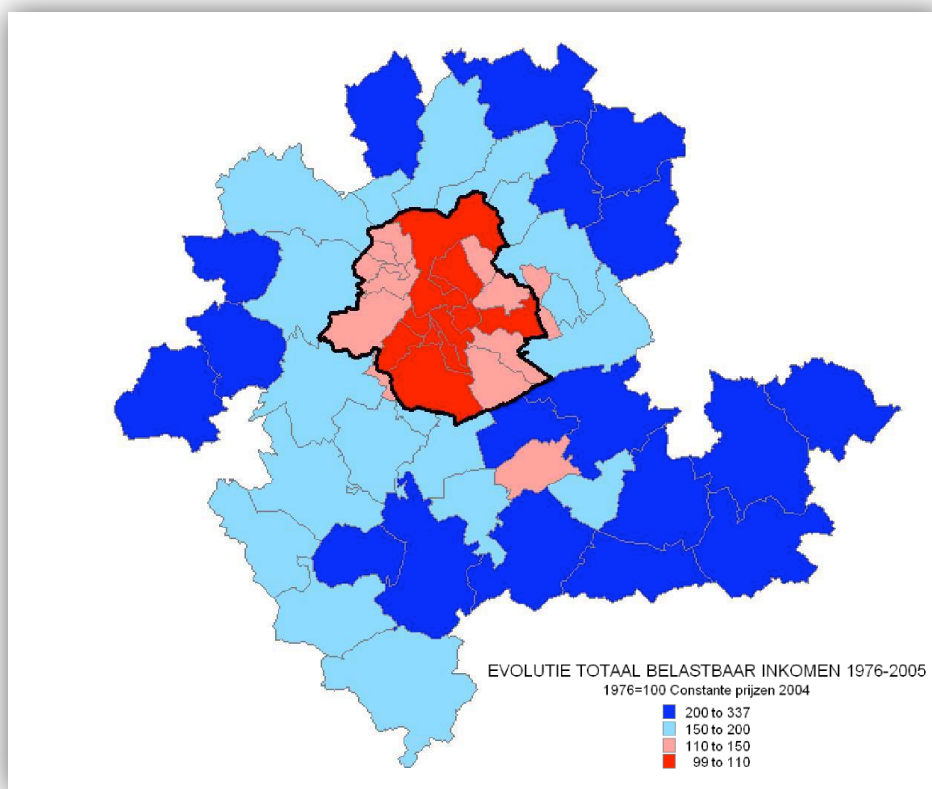 EVOLUTIE TOTAAL BELASTBAAR INKOMEN 1976-2005
1976=100 Constante prijzen 2004
200 to 337
150 to 200
110 to 150
99 to 110